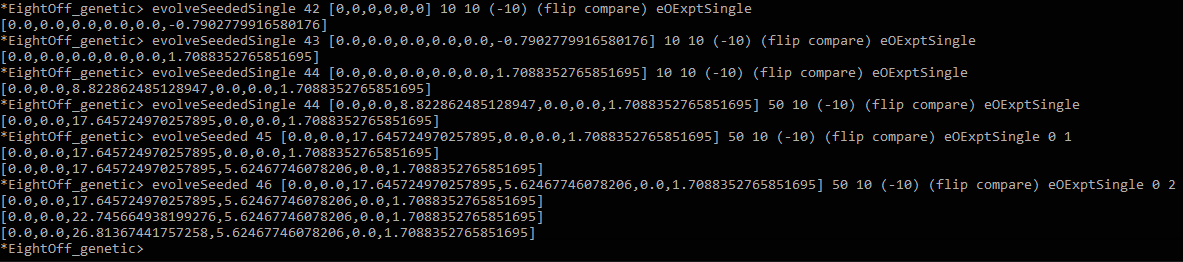 *EightOff_genetic> evolveSeededSingle 42 [0,0,0,0,0,0] 10 10 (-10) (flip compare) eOExptSingle
[0.0,0.0,0.0,0.0,0.0,-0.7902779916580176]
*EightOff_genetic> evolveSeededSingle 43 [0.0,0.0,0.0,0.0,0.0,-0.7902779916580176] 10 10 (-10) (flip compare) eOExptSingle
[0.0,0.0,0.0,0.0,0.0,1.7088352765851695]
*EightOff_genetic> evolveSeededSingle 44 [0.0,0.0,0.0,0.0,0.0,1.7088352765851695] 10 10 (-10) (flip compare) eOExptSingle
[0.0,0.0,8.822862485128947,0.0,0.0,1.7088352765851695]
*EightOff_genetic> evolveSeededSingle 44 [0.0,0.0,8.822862485128947,0.0,0.0,1.7088352765851695] 50 10 (-10) (flip compare) eOExptSingle
[0.0,0.0,17.645724970257895,0.0,0.0,1.7088352765851695]
*EightOff_genetic> evolveSeeded 45 [0.0,0.0,17.645724970257895,0.0,0.0,1.7088352765851695] 50 10 (-10) (flip compare) eOExptSingle 0 1
[0.0,0.0,17.645724970257895,0.0,0.0,1.7088352765851695]
[0.0,0.0,17.645724970257895,5.62467746078206,0.0,1.7088352765851695]
*EightOff_genetic> evolveSeeded 46 [0.0,0.0,17.645724970257895,5.62467746078206,0.0,1.7088352765851695] 50 10 (-10) (flip compare) eOExptSingle 0 2
[0.0,0.0,17.645724970257895,5.62467746078206,0.0,1.7088352765851695]
[0.0,0.0,22.745664938199276,5.62467746078206,0.0,1.7088352765851695]
[0.0,0.0,26.81367441757258,5.62467746078206,0.0,1.7088352765851695]
*EightOff_genetic>